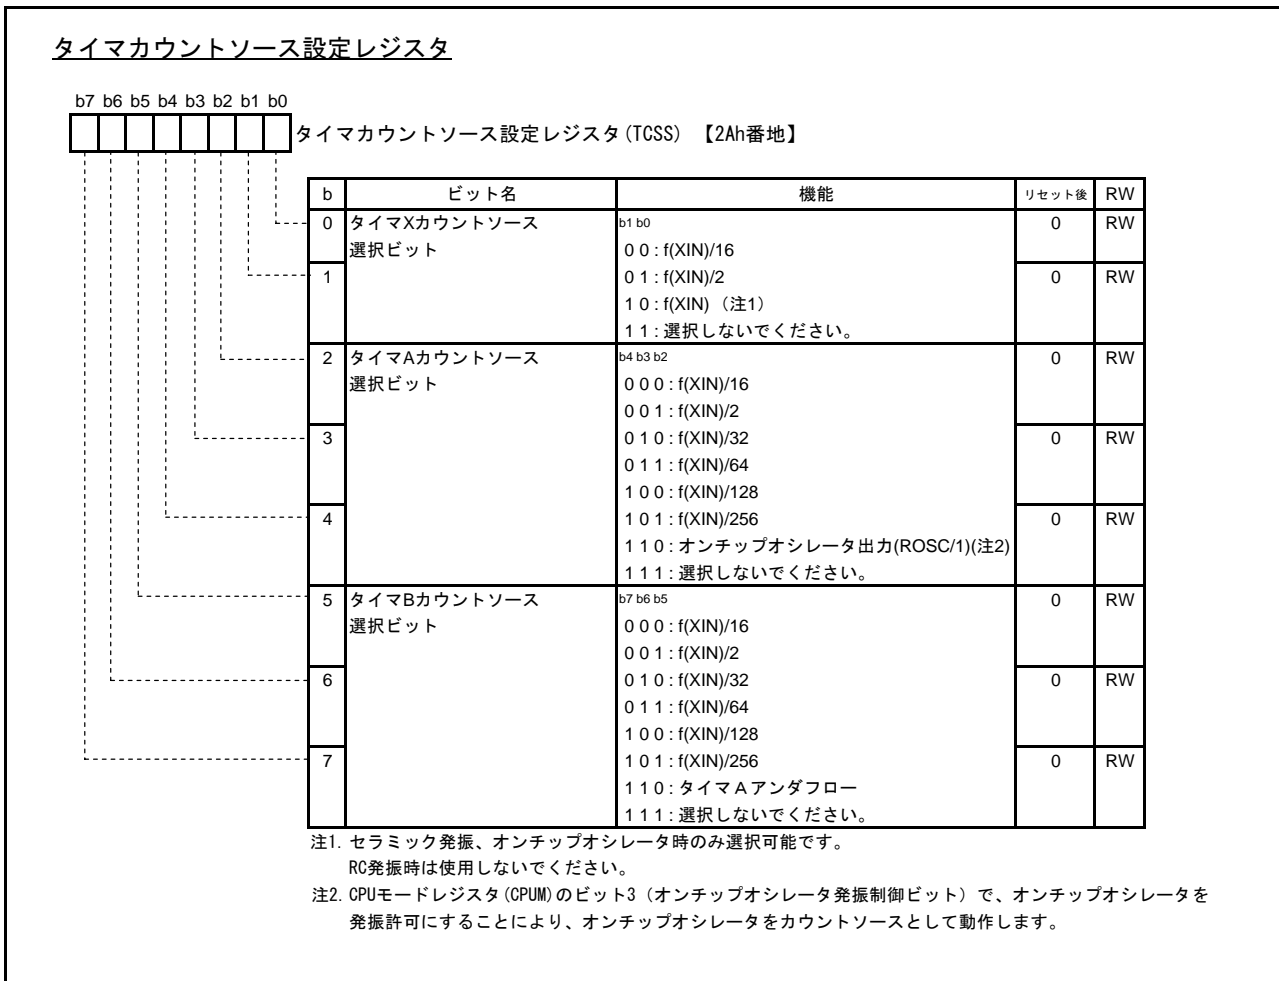 タイマカウントソース設定レジスタ
b7 b6 b5 b4 b3 b2 b1 b0
タイマカウントソース設定レジスタ(TCSS) 【2Ah番地】
b ビット名 機能 リセット後 RW
0 タイマXカウントソース b1 b0 0 RW
選択ビット 0 0 : f(XIN)/16
1 0 1 : f(XIN)/2 0 RW
1 0 : f(XIN) (注1)
1 1 : 選択しないでください。
2 タイマAカウントソース b4 b3 b2 0 RW
選択ビット 0 0 0 : f(XIN)/16
0 0 1 : f(XIN)/2
3 0 1 0 : f(XIN)/32 0 RW
0 1 1 : f(XIN)/64
1 0 0 : f(XIN)/128
4 1 0 1 : f(XIN)/256 0 RW
1 1 0 : オンチップオシレータ出力(ROSC/1)(注2)
1 1 1 : 選択しないでください。
5 タイマBカウントソース b7 b6 b5 0 RW
選択ビット 0 0 0 : f(XIN)/16
0 0 1 : f(XIN)/2
6 0 1 0 : f(XIN)/32 0 RW
0 1 1 : f(XIN)/64
1 0 0 : f(XIN)/128
7 1 0 1 : f(XIN)/256 0 RW
1 1 0 : タイマAアンダフロー
1 1 1 : 選択しないでください。
注1. セラミック発振、オンチップオシレータ時のみ選択可能です。
RC発振時は使用しないでください。
注2. CPUモードレジスタ(CPUM)のビット3(オンチップオシレータ発振制御ビット)で、オンチップオシレータを
発振許可にすることにより、オンチップオシレータをカウントソースとして動作します。